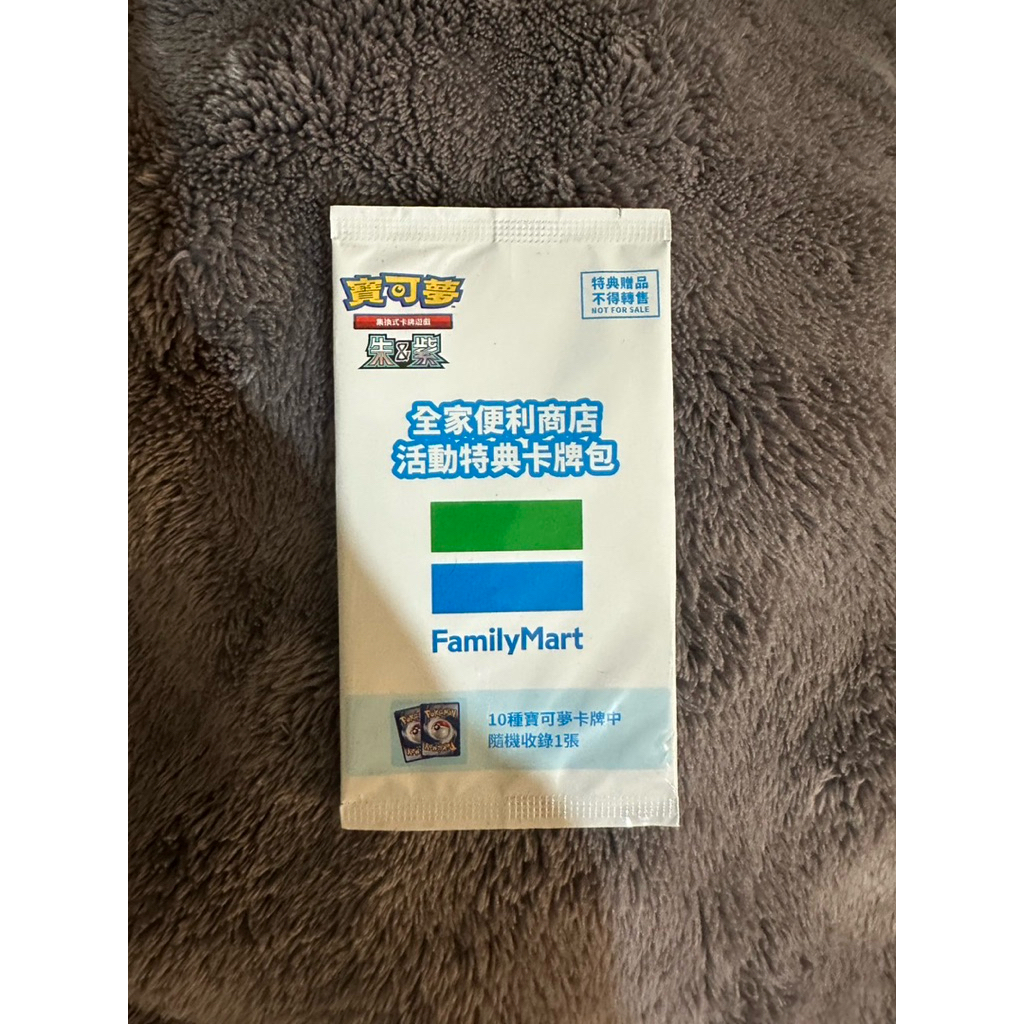 寶可夢
集換式卡牌遊戲
朱&紫
特典贈品
不得轉售
NOT FOR SALE
全家便利商店
活動特典卡牌包
FamilyMart
10種寶可夢卡牌中
隨機收錄1張